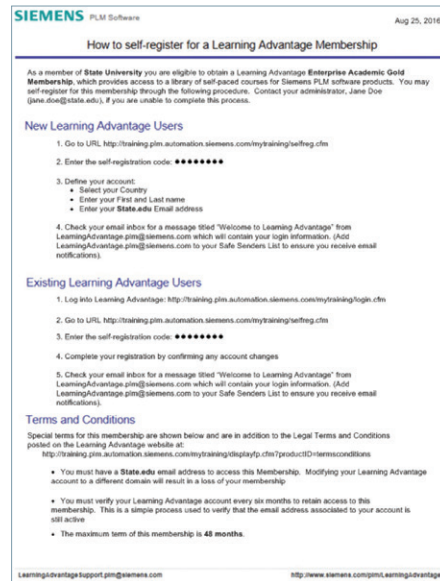 SIEMENS PLM Software
Aug 25, 2016
How to self-register for a Learning Advantage Membership
As a member of State University you are eligible to obtain a Learning Advantage Enterprise Academic Gold
Membership, which provides access to a library of self-paced courses for Siemens PLM software products. You may
self-register for this membership through the following procedure. Contact your administrator, Jane Doe
(jane.doe@state.edu), if you are unable to complete this process.
New Learning Advantage Users
1. Go to URL http://training.plm.automation.siemens.com/mytraining/selfreg.cfm
2. Enter the self-registration code: ●●●●●●●●
3. Define your account:
• Select your Country
• Enter your First and Last name
• Enter your State.edu Email address
4. Check your email inbox for a message titled "Welcome to Learning Advantage" from
LearningAdvantage.plm@siemens.com which will contain your login information. (Add
LearningAdvantage.plm@siemens.com to your Safe Senders List to ensure you receive email
notifications).
Existing Learning Advantage Users
1. Log into Learning Advantage: http://training.plm.automation.siemens.com/mytraining/login.cfm
2. Go to URL http://training.plm.automation.siemens.com/mytraining/selfreg.cfm
3. Enter the self-registration code: ●●●●●●●●
4. Complete your registration by confirming any account changes
5. Check your email inbox for a message titled "Welcome to Learning Advantage" from
LearningAdvantage.plm@siemens.com which will contain your login information. (Add
LearningAdvantage.plm@siemens.com to your Safe Senders List to ensure you receive email
notifications).
Terms and Conditions
Special terms for this membership are shown below and are in addition to the Legal Terms and Conditions
posted on the Learning Advantage website at:
http://training.plm.automation.siemens.com/mytraining/displayfp.cfm?productID=termsconditions
• You must have a State.edu email address to access this Membership. Modifying your Learning Advantage
account to a different domain will result in a loss of your membership
• You must verify your Learning Advantage account every six months to retain access to this
membership. This is a simple process used to verify that the email address associated to your account is
still active
• The maximum term of this membership is 48 months.
LearningAdvantageSupport.plm@siemens.com
http://www.siemens.com/plm/LearningAdvantage